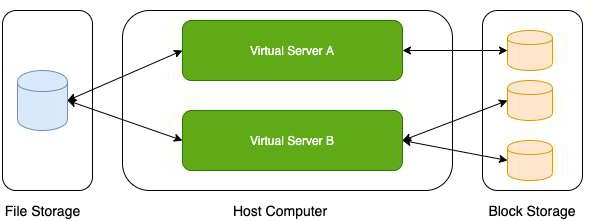 Virtual Server A
Virtual Server B
File Storage
Host Computer
Block Storage